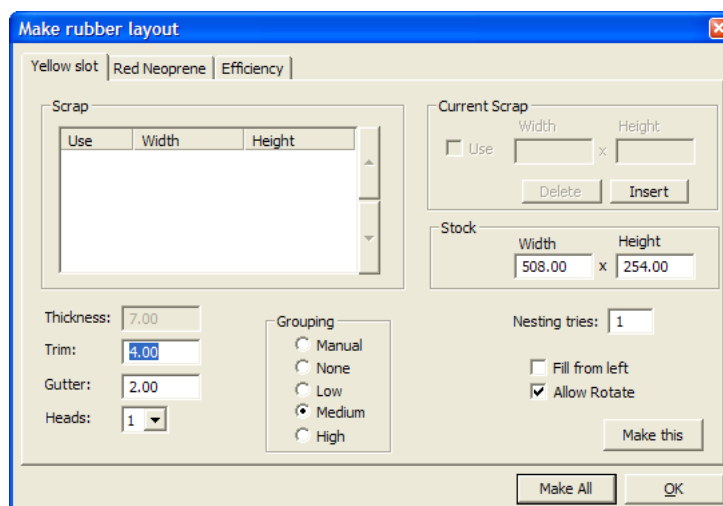 Make rubber layout
Yellow slot Red Neoprene Efficiency
Scrap
Use Width Height
Current Scrap
Width Height
Use x
Delete Insert
Stock
Width Height
508.00 x 254.00
Thickness: 7.00
Trim: 4.00
Gutter: 2.00
Heads: 1
Grouping
Manual
None
Low
Medium
High
Nesting tries: 1
Fill from left
Allow Rotate
Make this
Make All OK